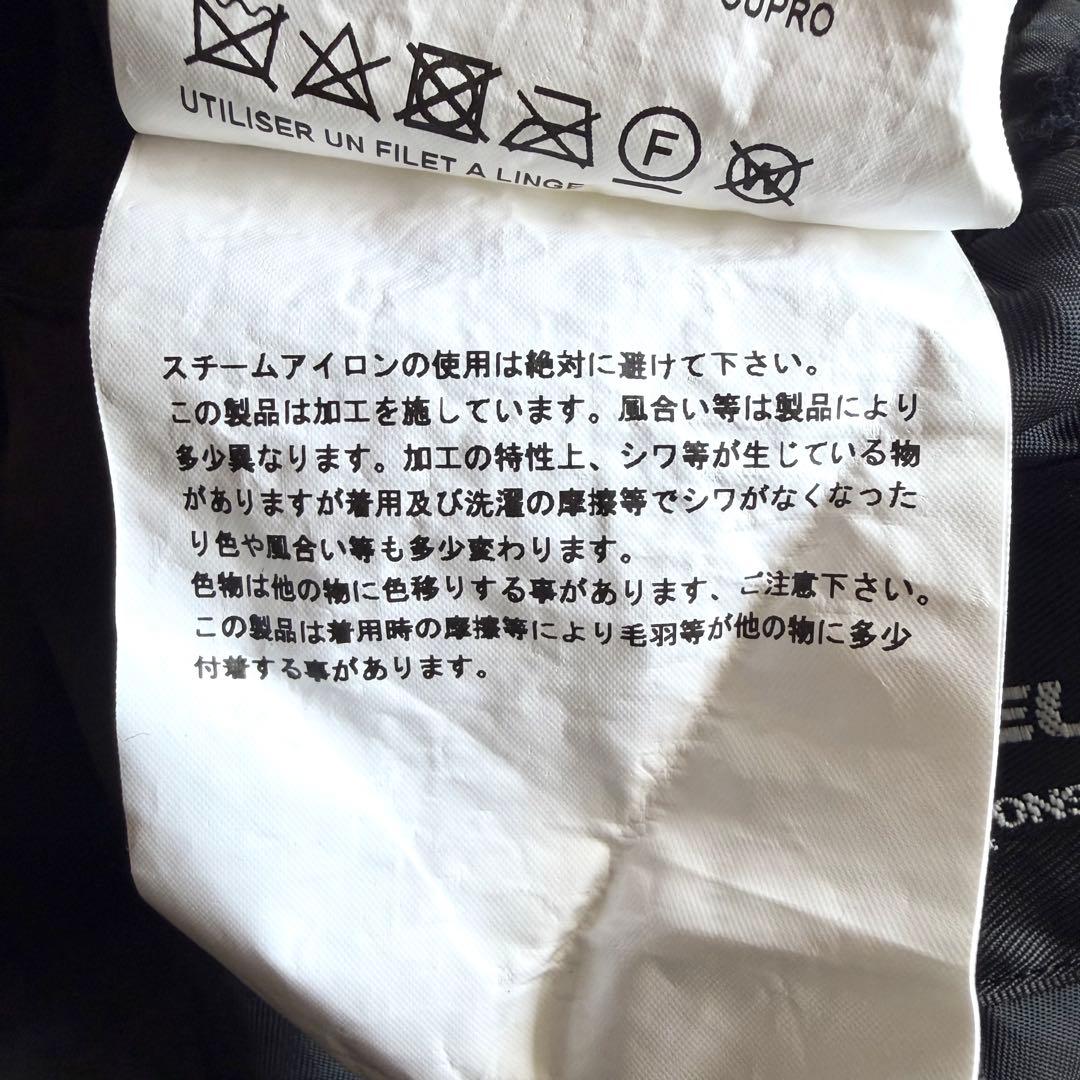 CUPRO
F
W
UTILISER UN FILET A LINGE
スチームアイロンの使用は絶対に避けて下さい。
この製品は加工を施しています。風合い等は製品により
多少異なります。加工の特性上、シワ等が生じている物
がありますが着用及び洗濯の摩擦等でシワがなくなった
り色や風合い等も多少変わります。
色物は他の物に色移りする事があります、ご注意下さい。
この製品は着用時の摩擦等により毛羽等が他の物に多少
付着する事があります。